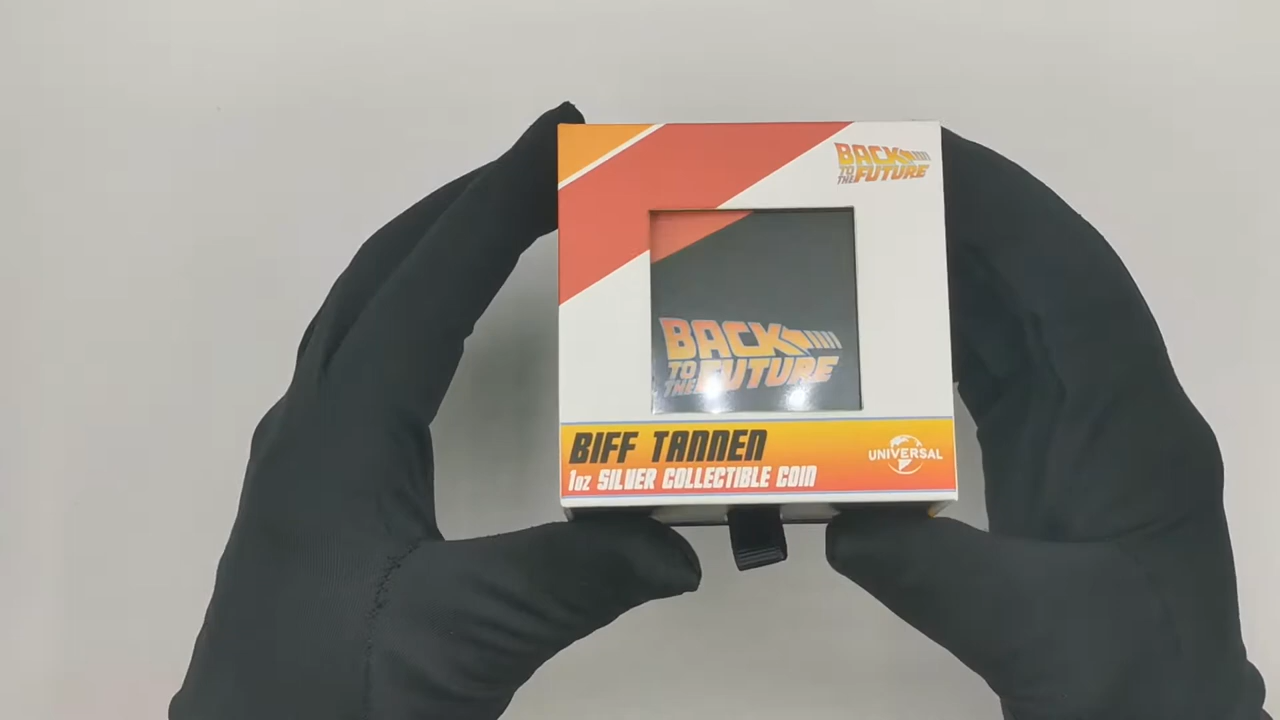 BACK
TO THE FUTURE
BACK
TO THE FUTURE
BIFF TANNEN
1oz SILVER COLLECTIBLE COIN
UNIVERSAL